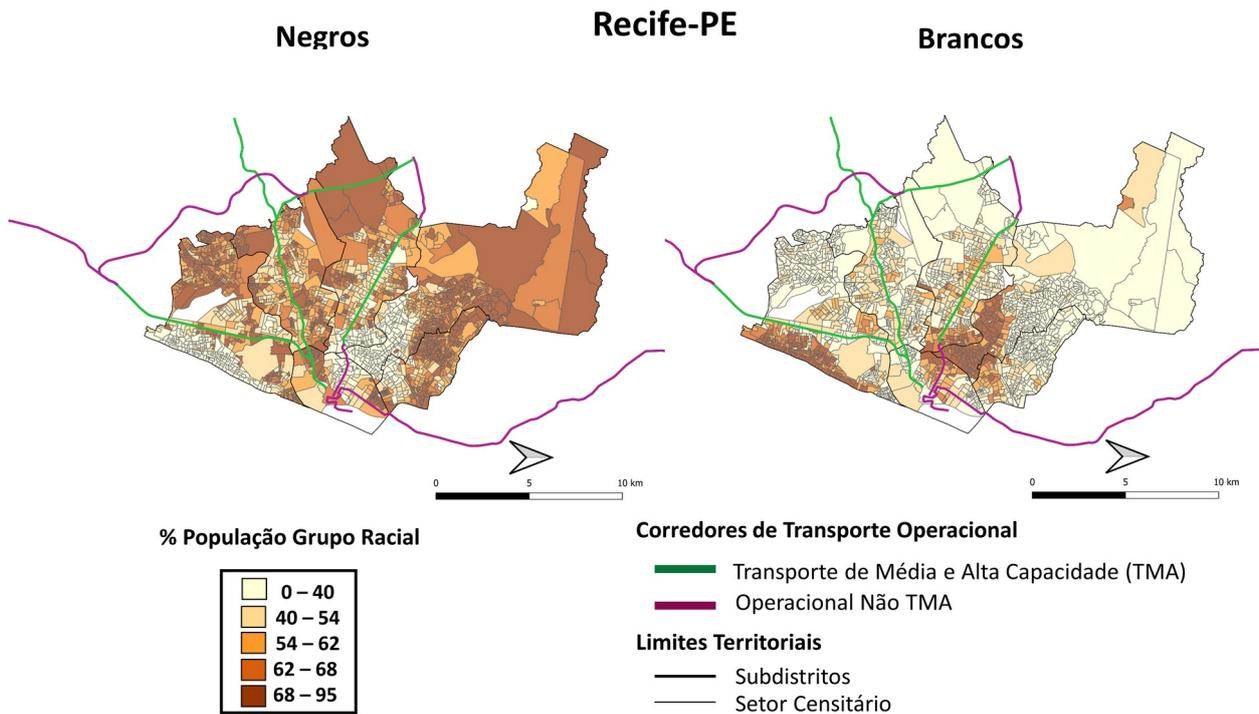 Recife-PE
Negros
Brancos
0 5 10 km
0 5 10 km
% População Grupo Racial
0 – 40
40 – 54
54 – 62
62 – 68
68 – 95
Corredores de Transporte Operacional
Transporte de Média e Alta Capacidade (TMA)
Operacional Não TMA
Limites Territoriais
Subdistritos
Setor Censitário